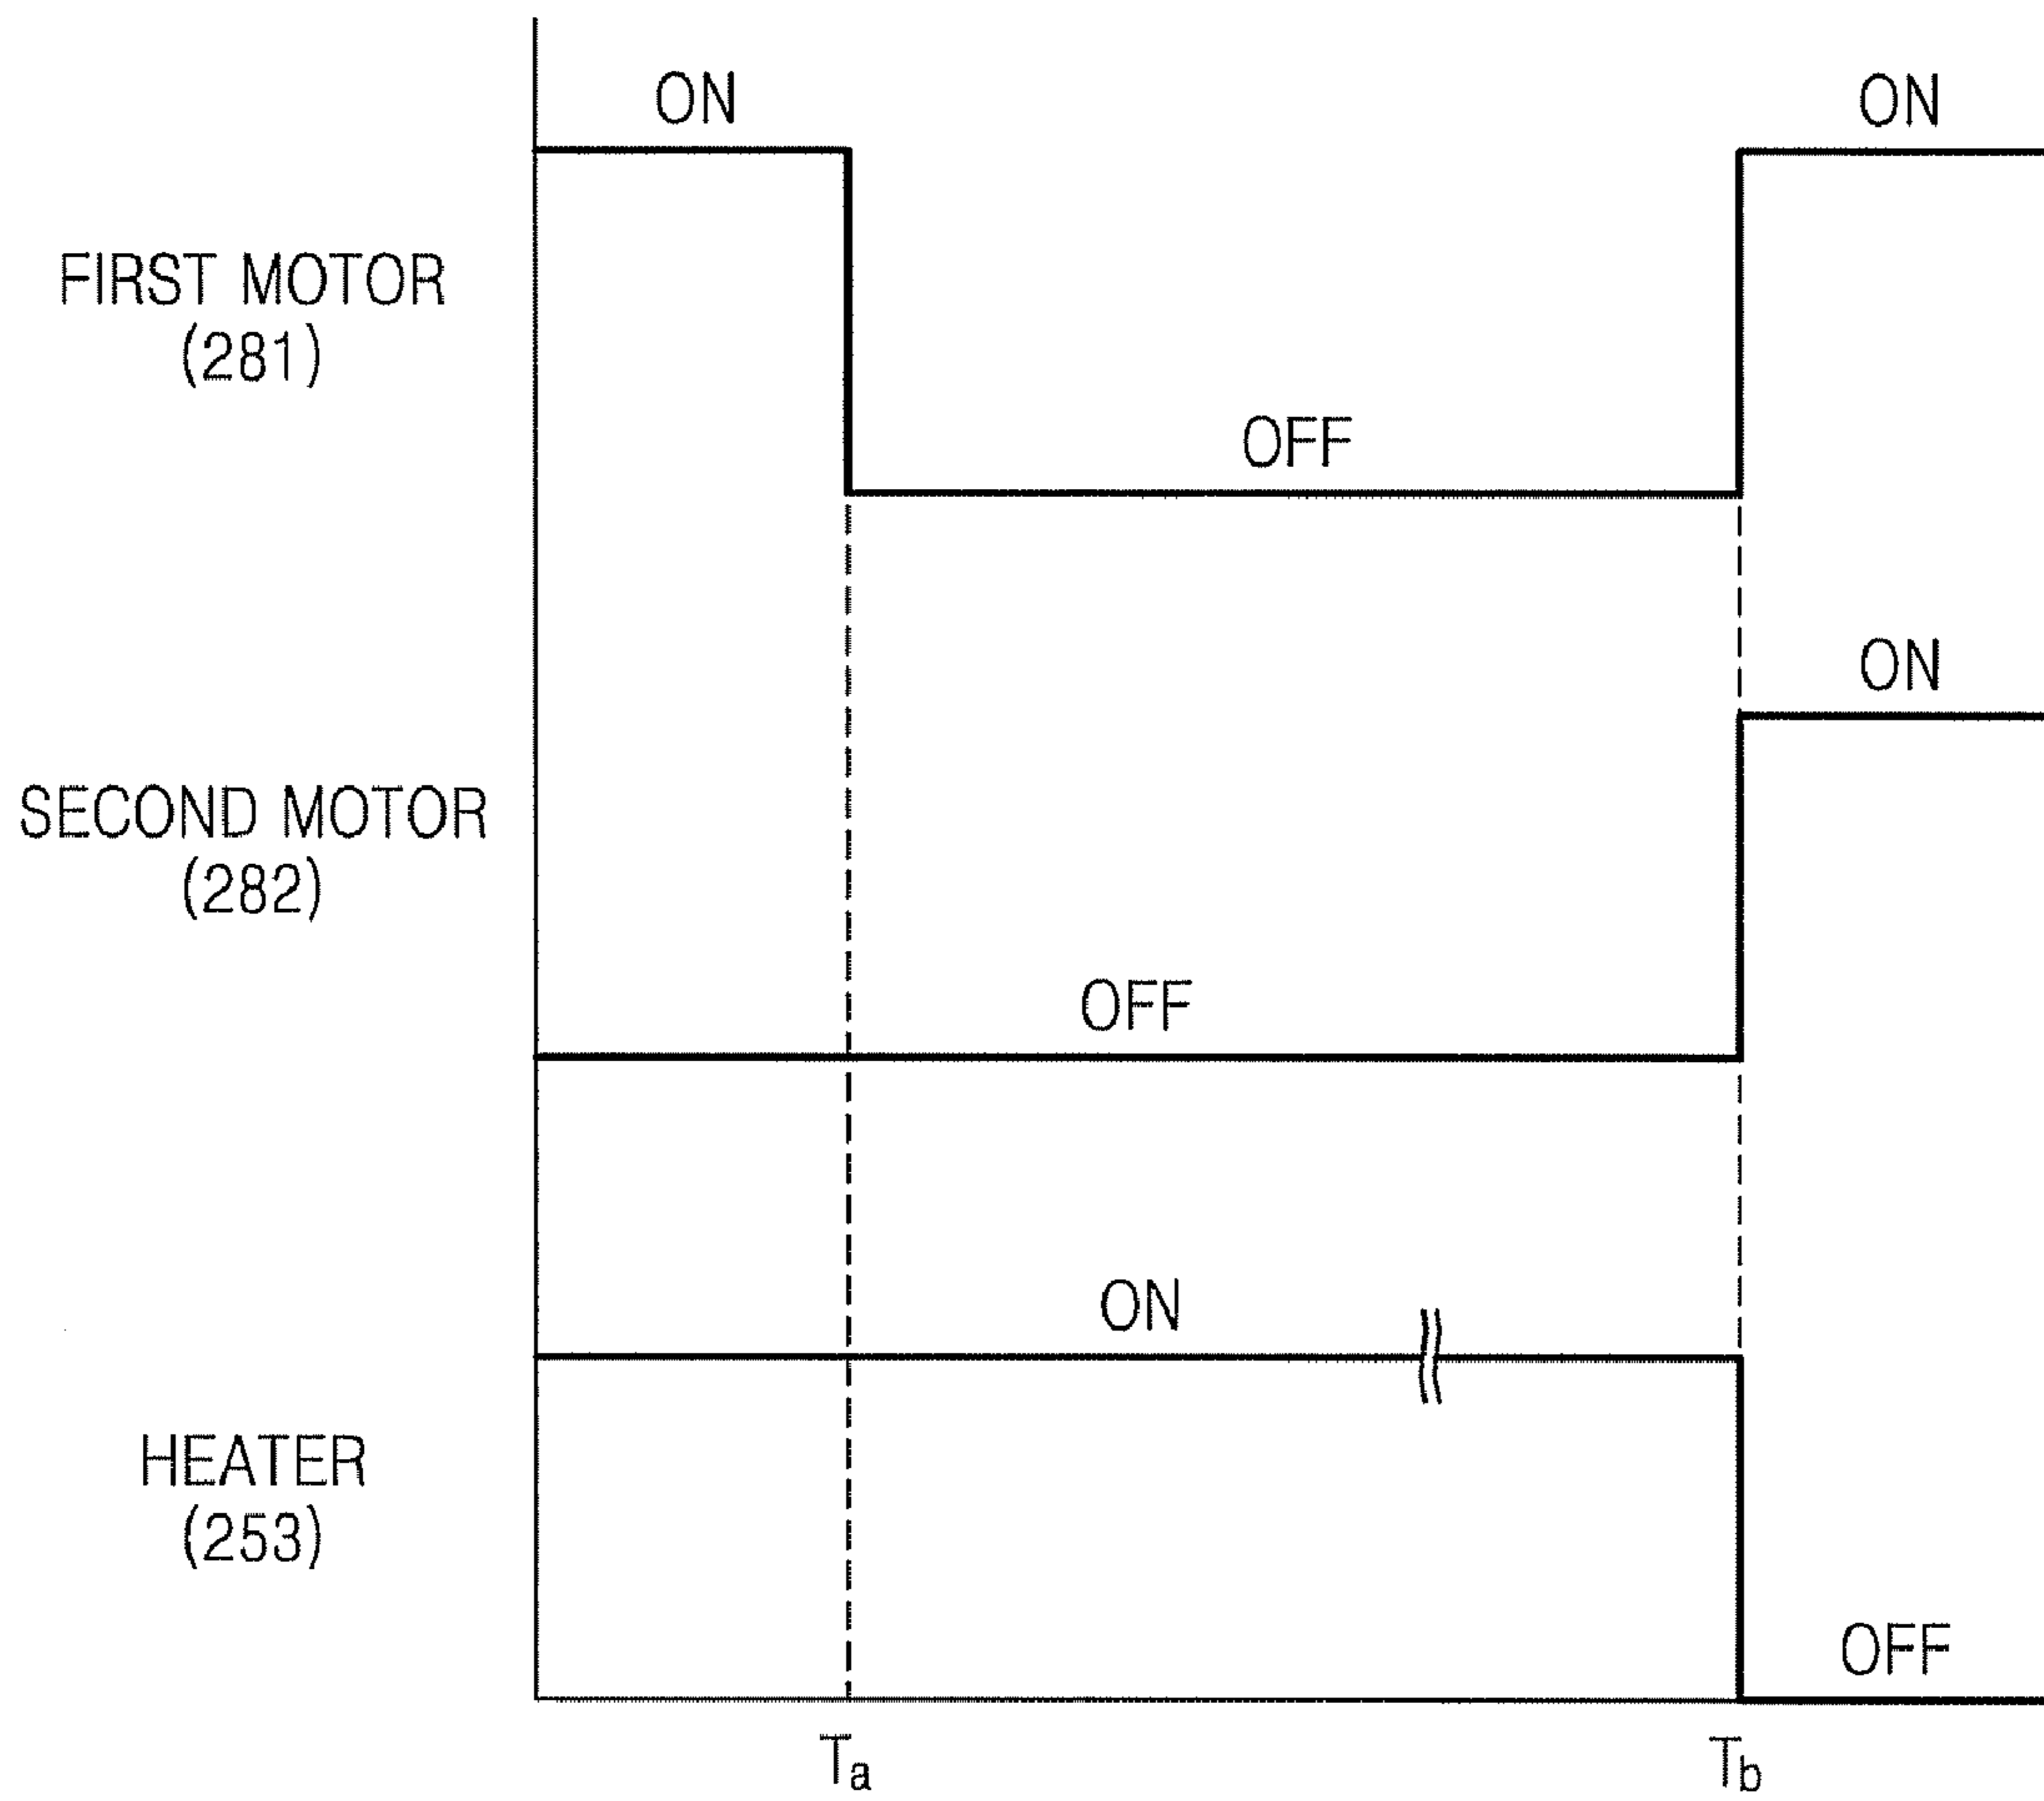 ON
ON
FIRST MOTOR
(281)
OFF
ON
SECOND MOTOR
(282)
OFF
ON
HEATER
(253)
OFF
Ta
Tb